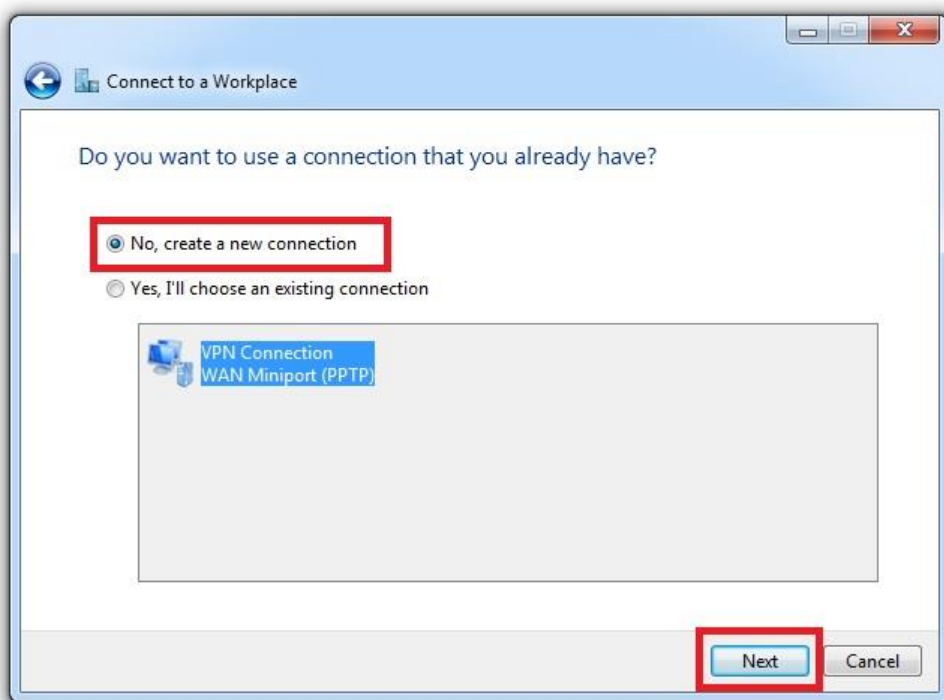 Connect to a Workplace
Do you want to use a connection that you already have?
No, create a new connection
Yes, I'll choose an existing connection
VPN Connection
WAN Miniport (PPTP)
Next Cancel